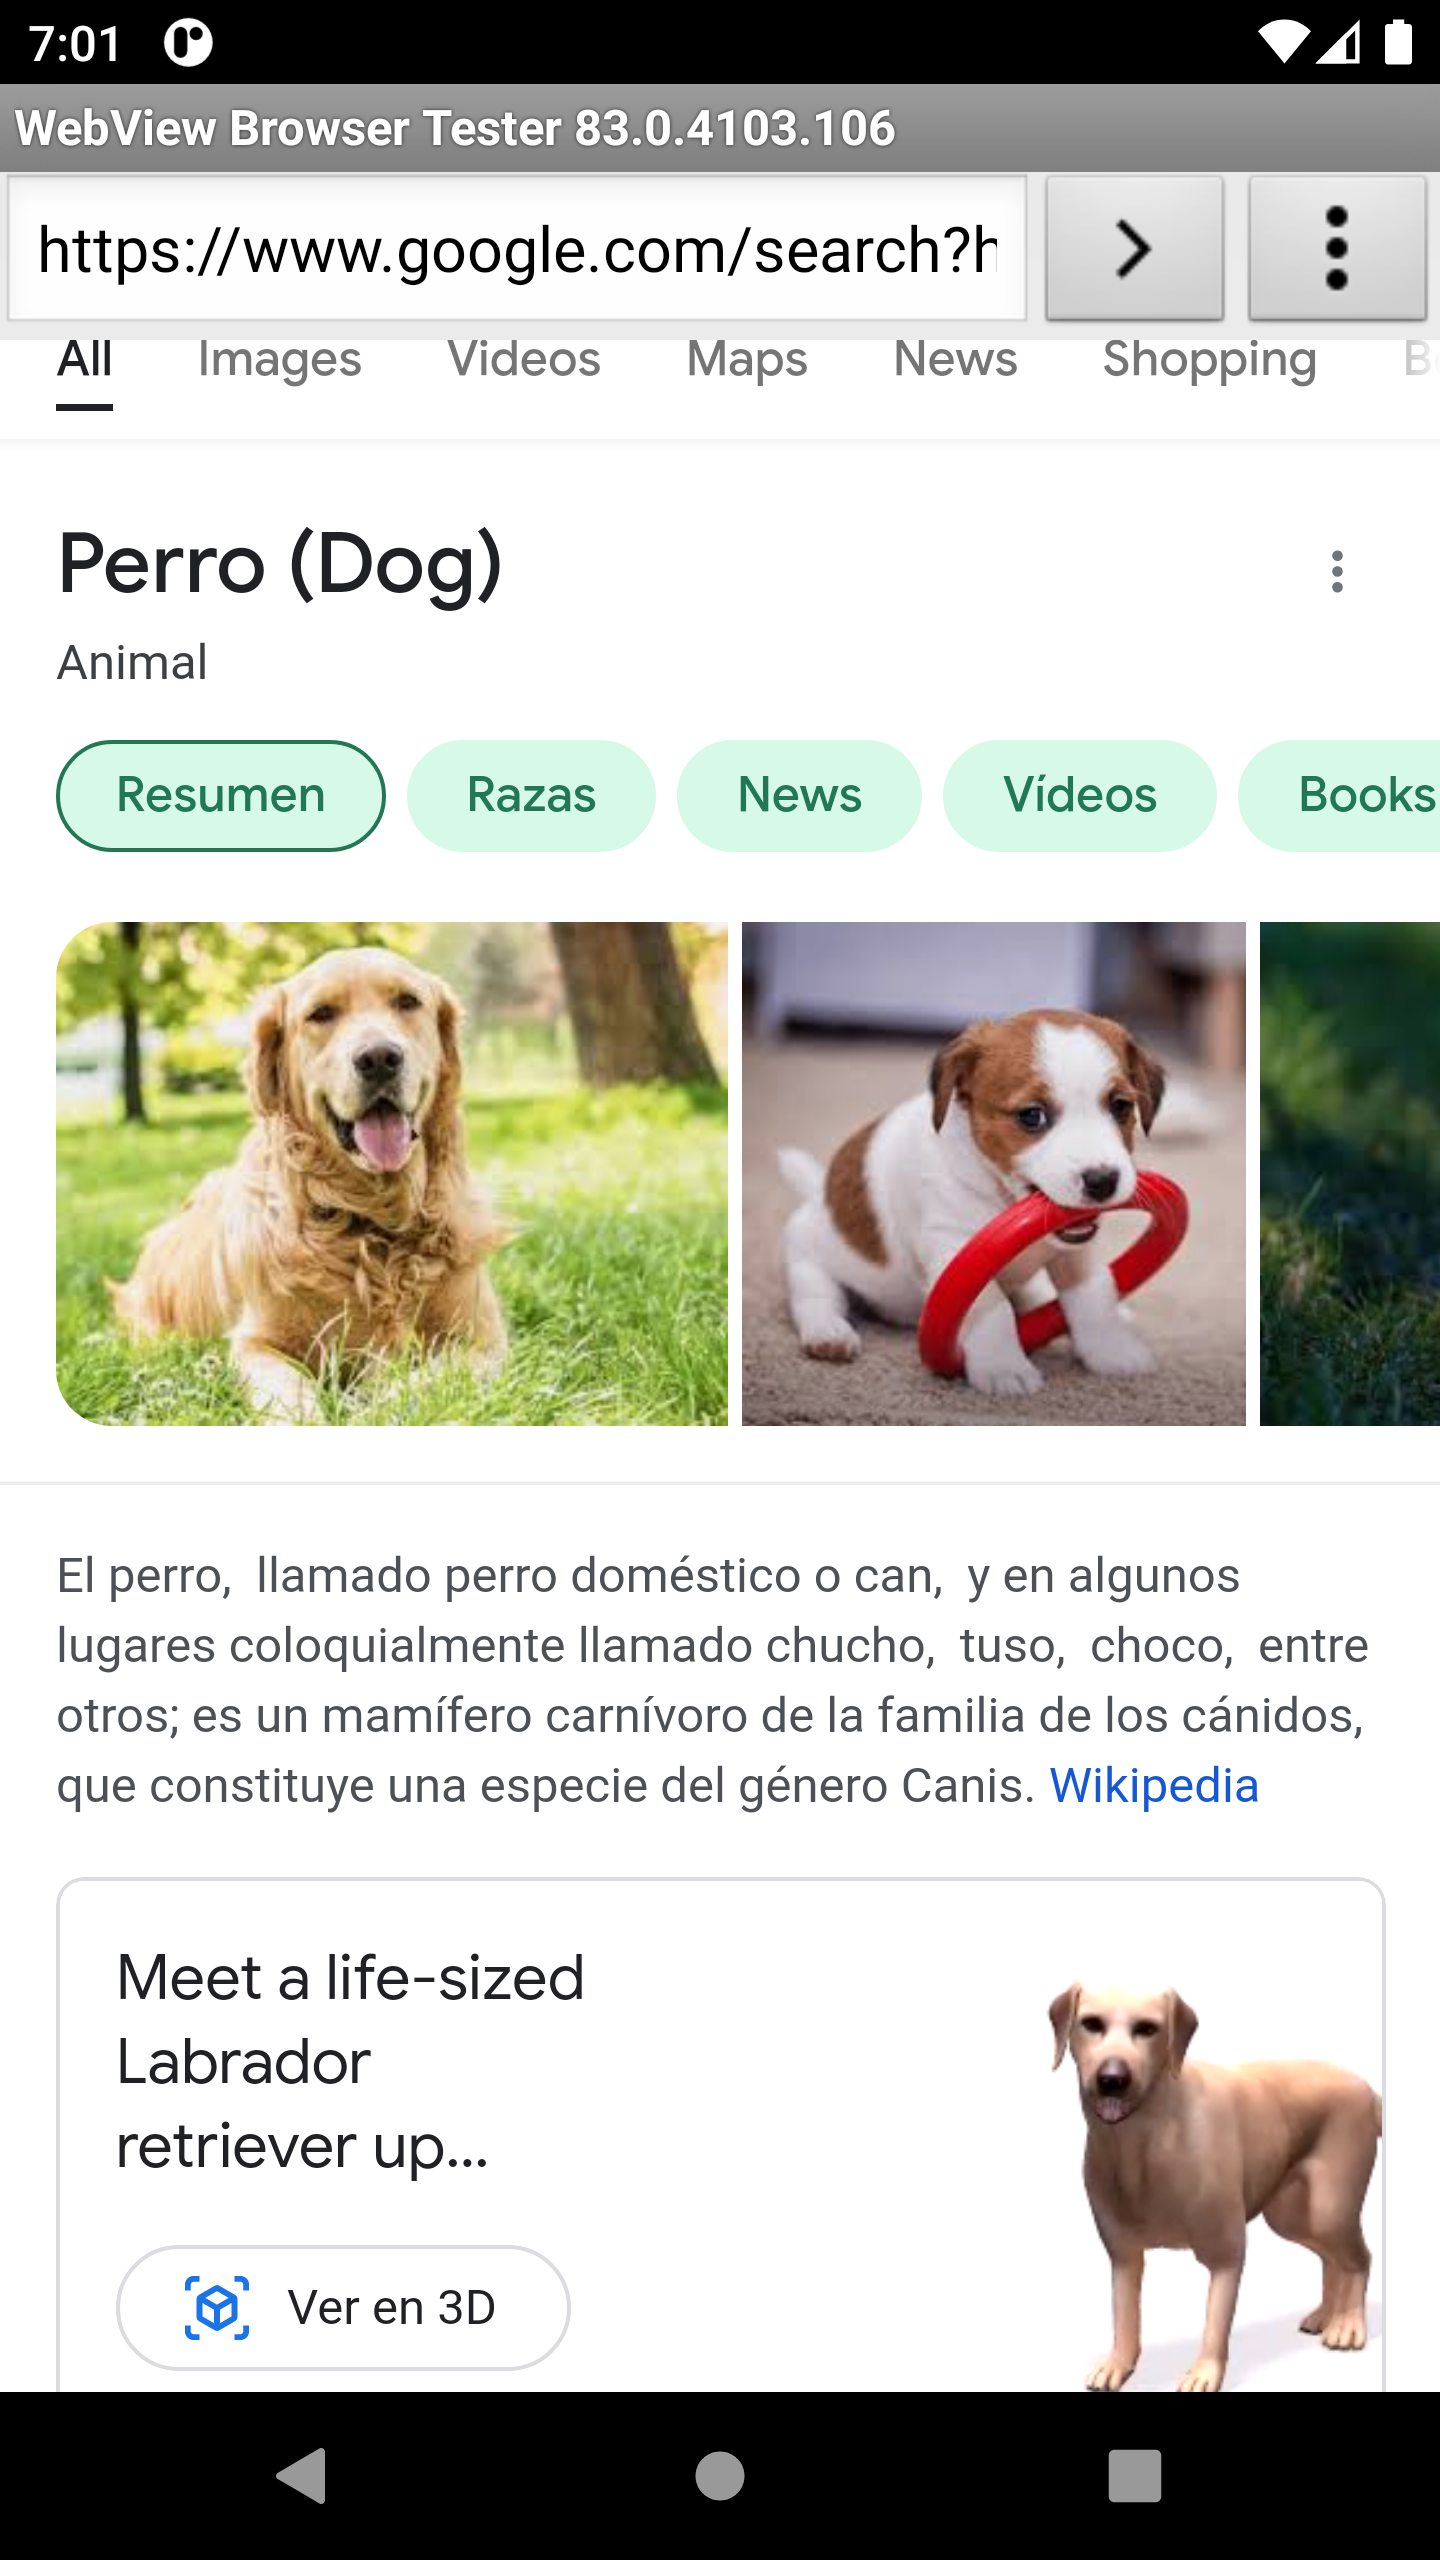 7:01
WebView Browser Tester 83.0.4103.106
https://www.google.com/search?h
All Images Videos Maps News Shopping
Perro (Dog)
Animal
Resumen Razas News Vídeos Books
El perro, llamado perro doméstico o can, y en algunos
lugares coloquialmente llamado chucho, tuso, choco, entre
otros; es un mamífero carnívoro de la familia de los cánidos,
que constituye una especie del género Canis. Wikipedia
Meet a life-sized
Labrador
retriever up...
Ver en 3D